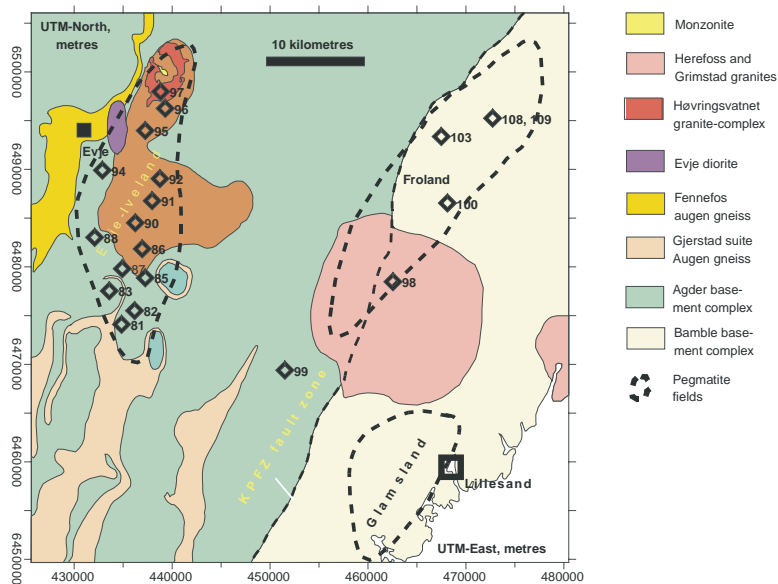 UTM-North,
metres
10 kilometres
6500000
6490000
6480000
6470000
6460000
6450000
97
96
95
Evje
94
92
91
90
88
86
87
85
83
82
81
Evje-Iveland
108, 109
103
Froland
100
98
99
KPFZ fault zone
Glamsland
Lillesand
UTM-East, metres
430000
440000
450000
460000
470000
480000
Monzonite
Herefoss and
Grimstad granites
Høvringsvatnet
granite-complex
Evje diorite
Fennefos
augen gneiss
Gjerstad suite
Augen gneiss
Agder base-
ment complex
Bamble base-
ment complex
Pegmatite
fields